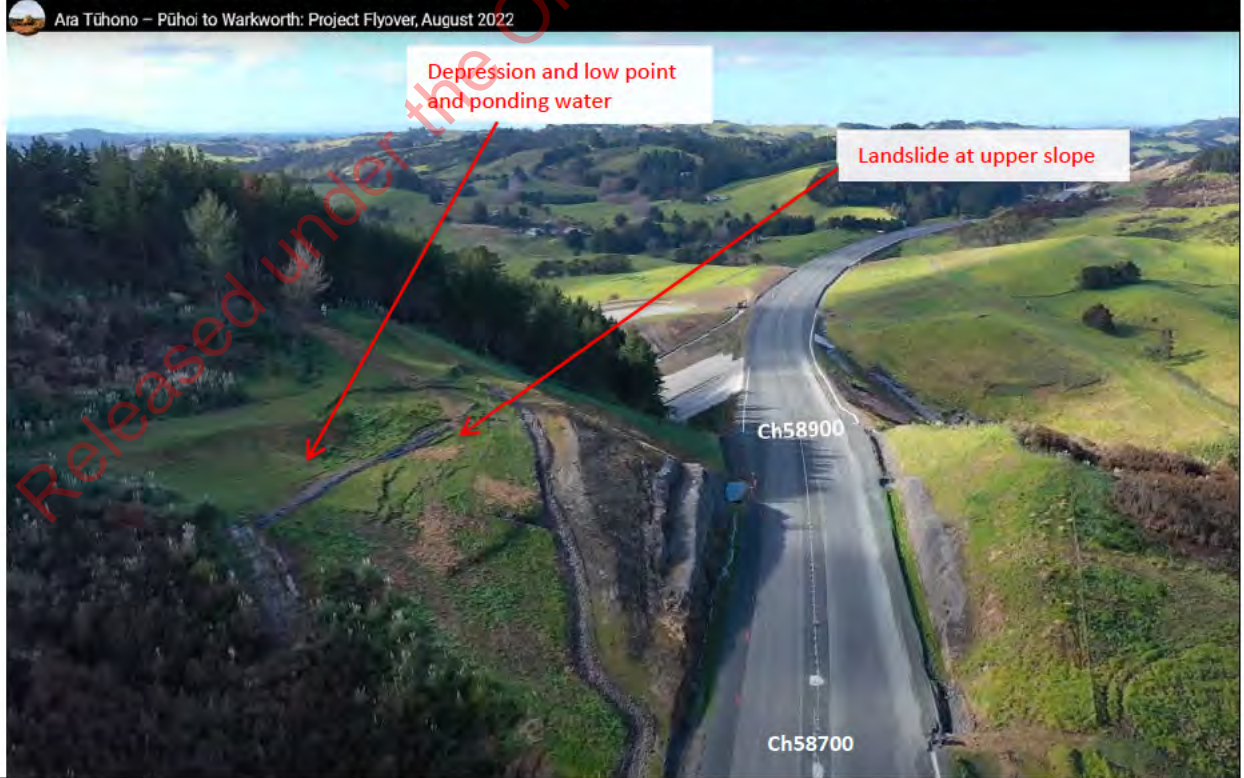 Ara Tūhono – Pūhoi to Warkworth: Project Flyover, August 2022
Depression and low point
and ponding water
Landslide at upper slope
Ch58900
Ch58700
Released under the O